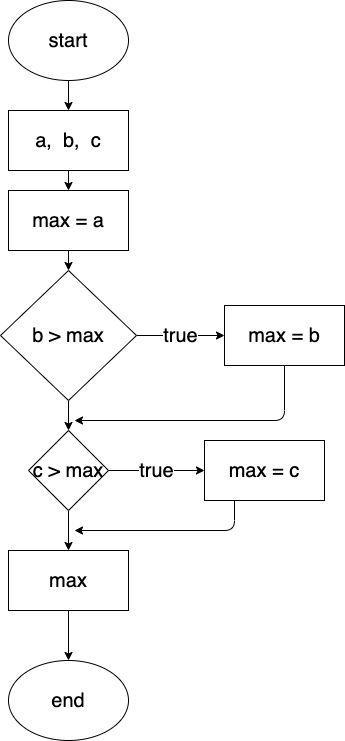 start
a, b, c
max = a
b > max
true
max = b
c > max
true
max = c
max
end